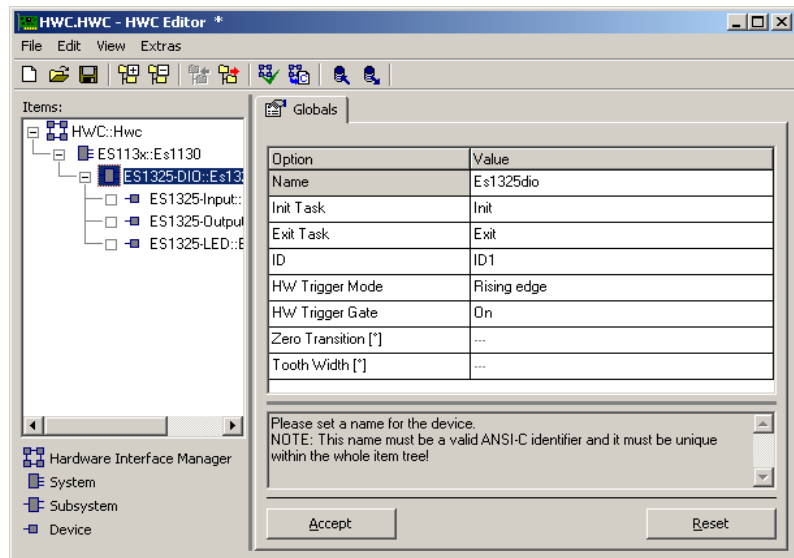 HWC.HWC - HWC Editor *
File Edit View Extras
Items:
HWC::Hwc
ES113x::Es1130
ES1325-DIO::Es13
ES1325-Input::
ES1325-Output
ES1325-LED::E
Hardware Interface Manager
System
Subsystem
Device
Globals
Option Value
Name Es1325dio
Init Task Init
Exit Task Exit
ID ID1
HW Trigger Mode Rising edge
HW Trigger Gate On
Zero Transition [*] ---
Tooth Width [*] ---
Please set a name for the device.
NOTE: This name must be a valid ANSI-C identifier and it must be unique
within the whole item tree!
Accept Reset